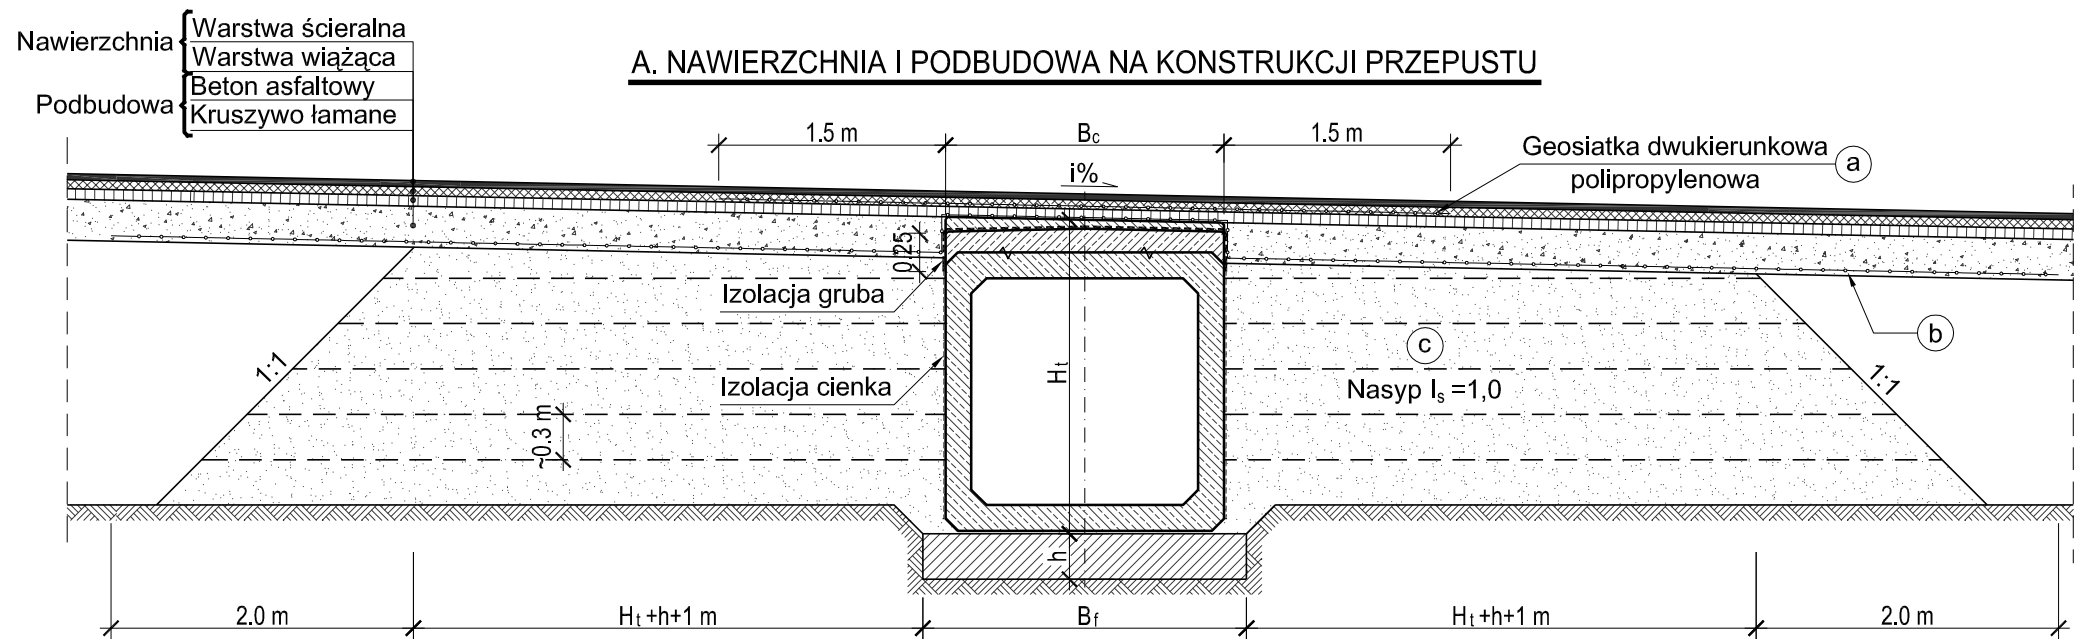 A. NAWIERZCHNIA I PODBUDOWA NA KONSTRUKCJI PRZEPUSTU
Nawierzchnia
Warstwa ścieralna
Warstwa wiążąca
Podbudowa
Beton asfaltowy
Kruszywo łamane
1.5 m
Bc
1.5 m
i%
Geosiatka dwukierunkowa
polipropylenowa
a
0.25
Izolacja gruba
Izolacja cienka
Ht
h
1:1
~0.3 m
c
Nasyp Is =1,0
b
1:1
2.0 m
Ht +h+1 m
Bf
Ht +h+1 m
2.0 m